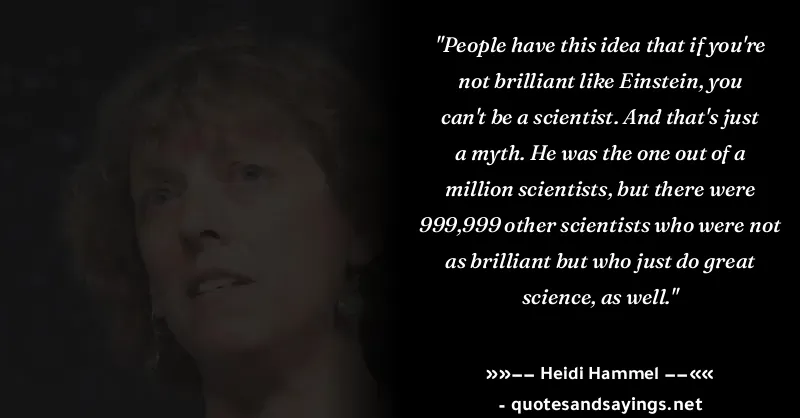 "People have this idea that if you're
not brilliant like Einstein, you
can't be a scientist. And that's just
a myth. He was the one out of a
million scientists, but there were
999,999 other scientists who were not
as brilliant but who just do great
science, as well."
»»−− Heidi Hammel −−««
- quotesandsayings.net